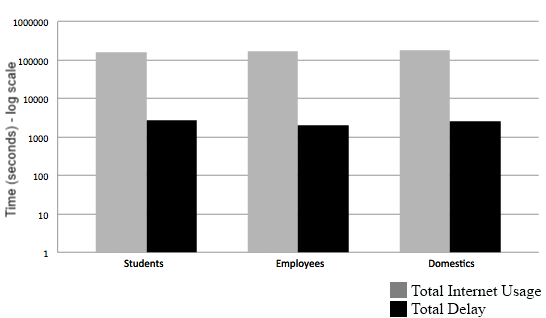 1000000
100000
10000
1000
100
10
1
Time (seconds) - log scale
Students Employees Domestics
Total Internet Usage
Total Delay